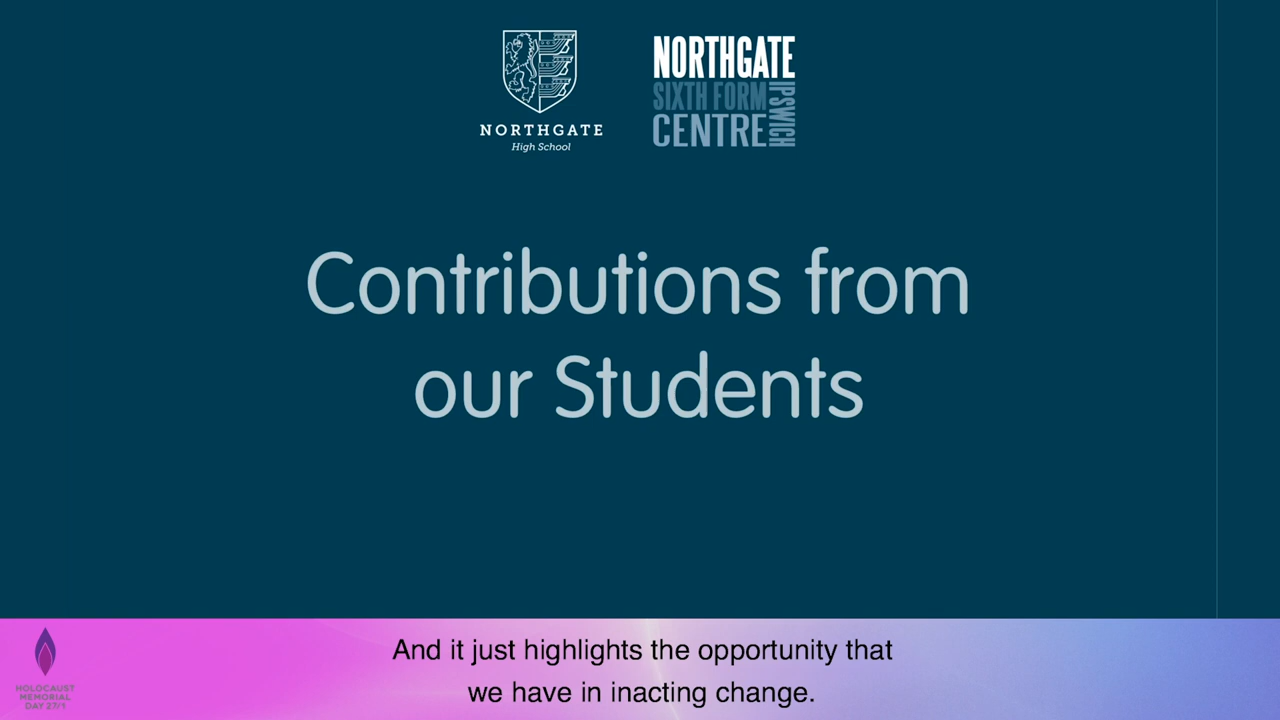 NORTHGATE
High School
NORTHGATE
SIXTH FORM
CENTRE
IPSWICH
Contributions from
our Students
And it just highlights the opportunity that
we have in inacting change.
HOLOCAUST
MEMORIAL
DAY 27/1